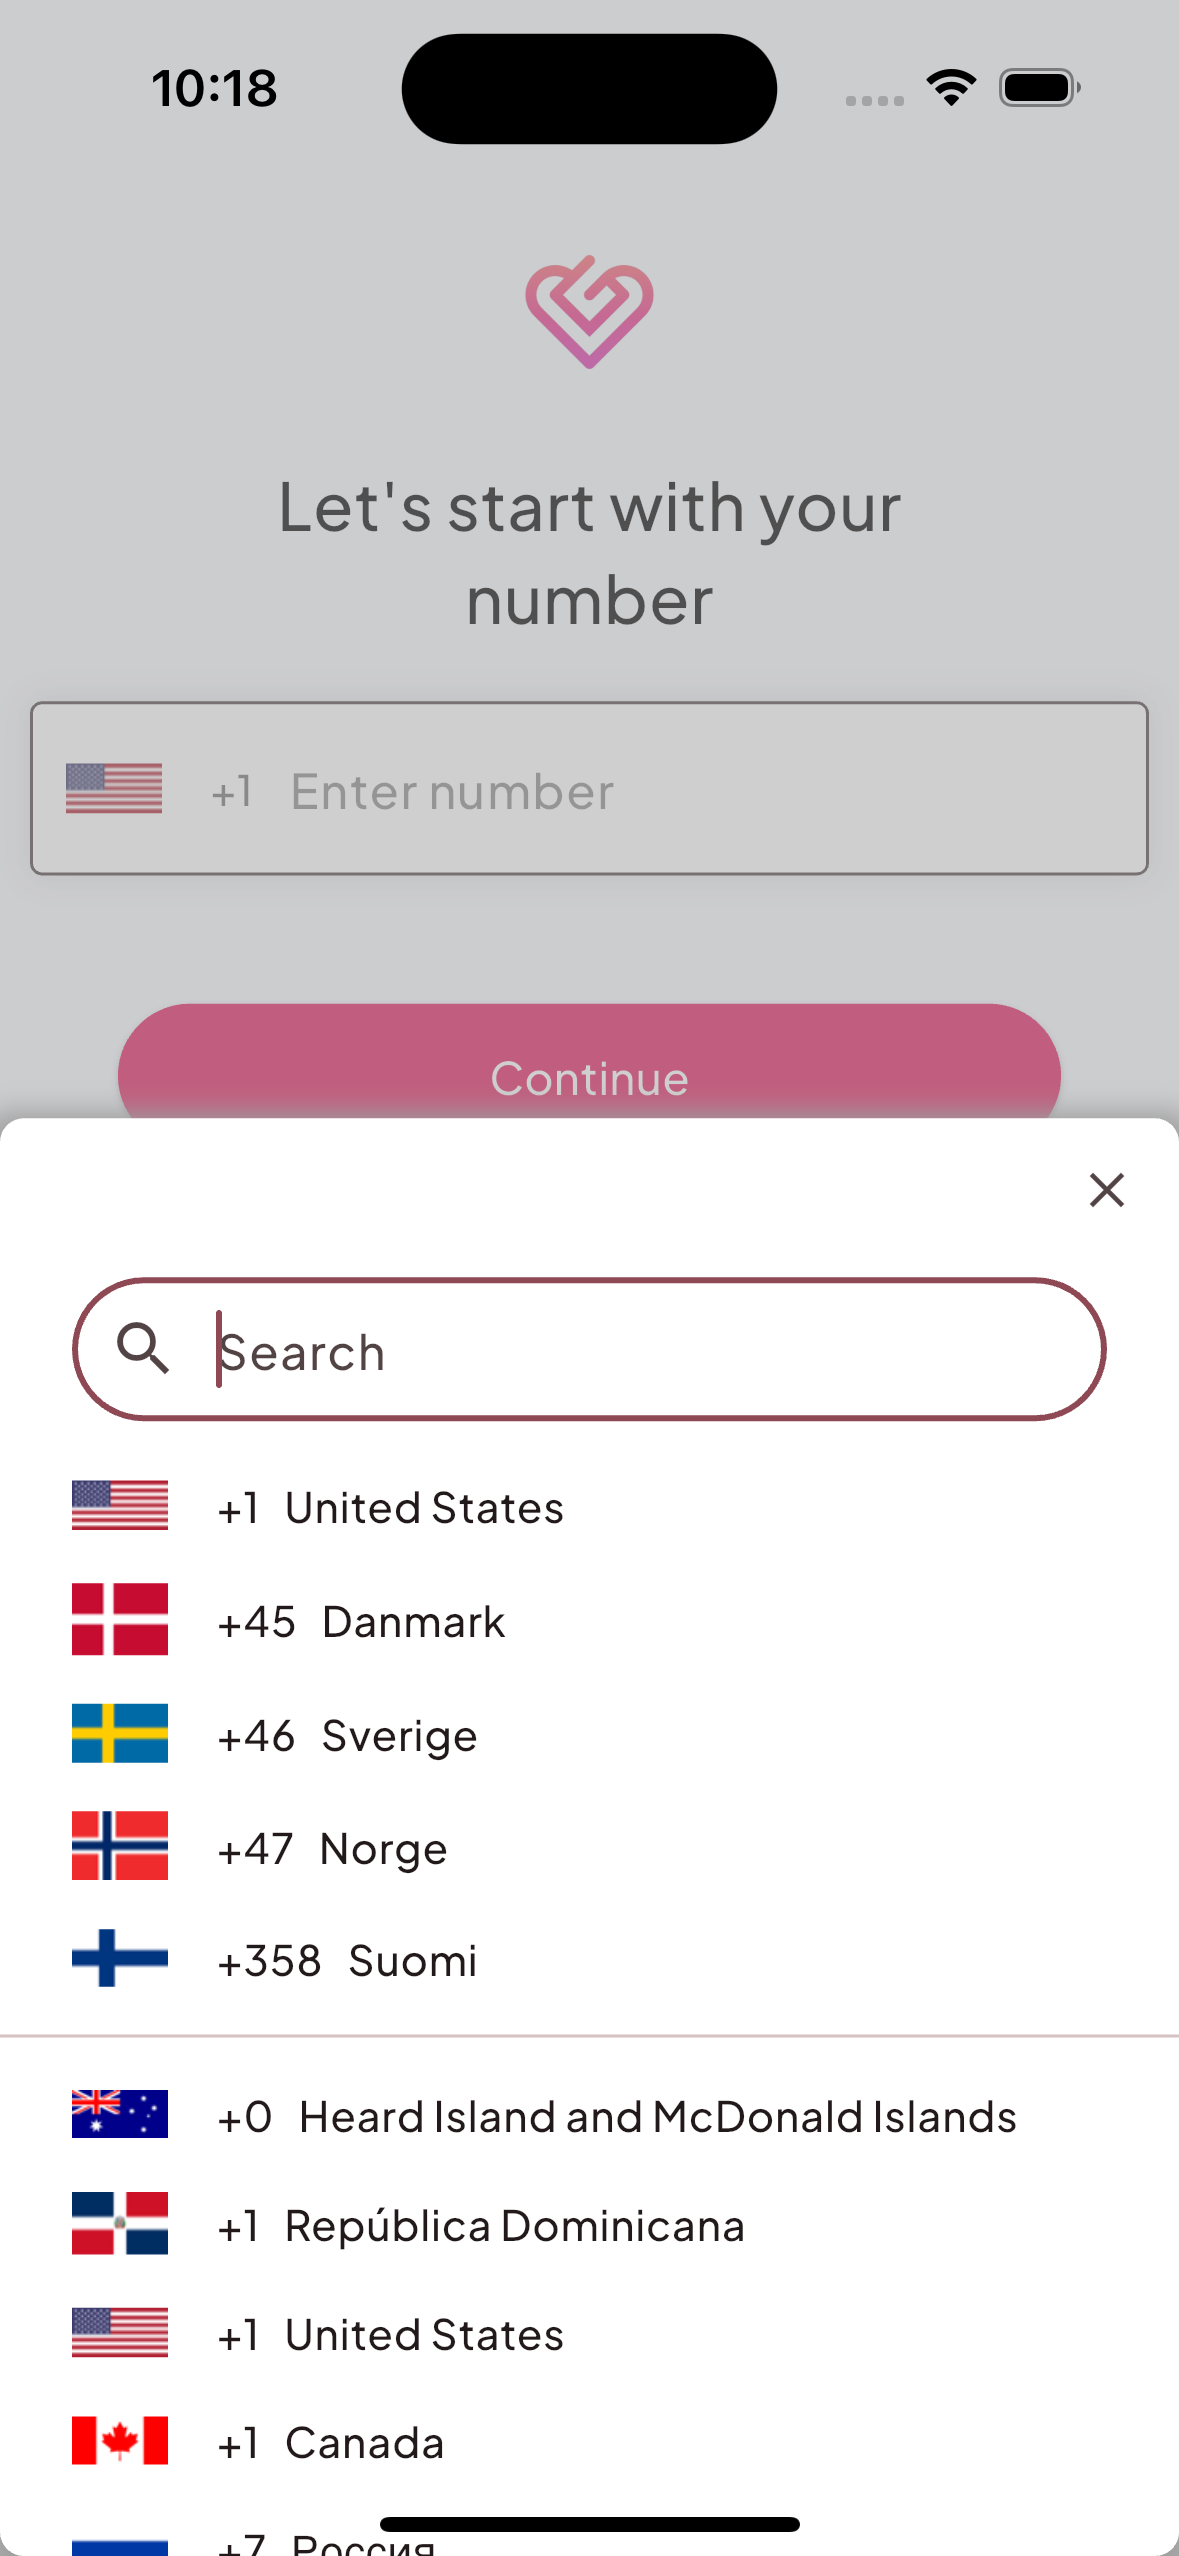 10:18
Let's start with your
number
+1 Enter number
Continue
Search
+1 United States
+45 Danmark
+46 Sverige
+47 Norge
+358 Suomi
+0 Heard Island and McDonald Islands
+1 República Dominicana
+1 United States
+1 Canada
+7 Россия